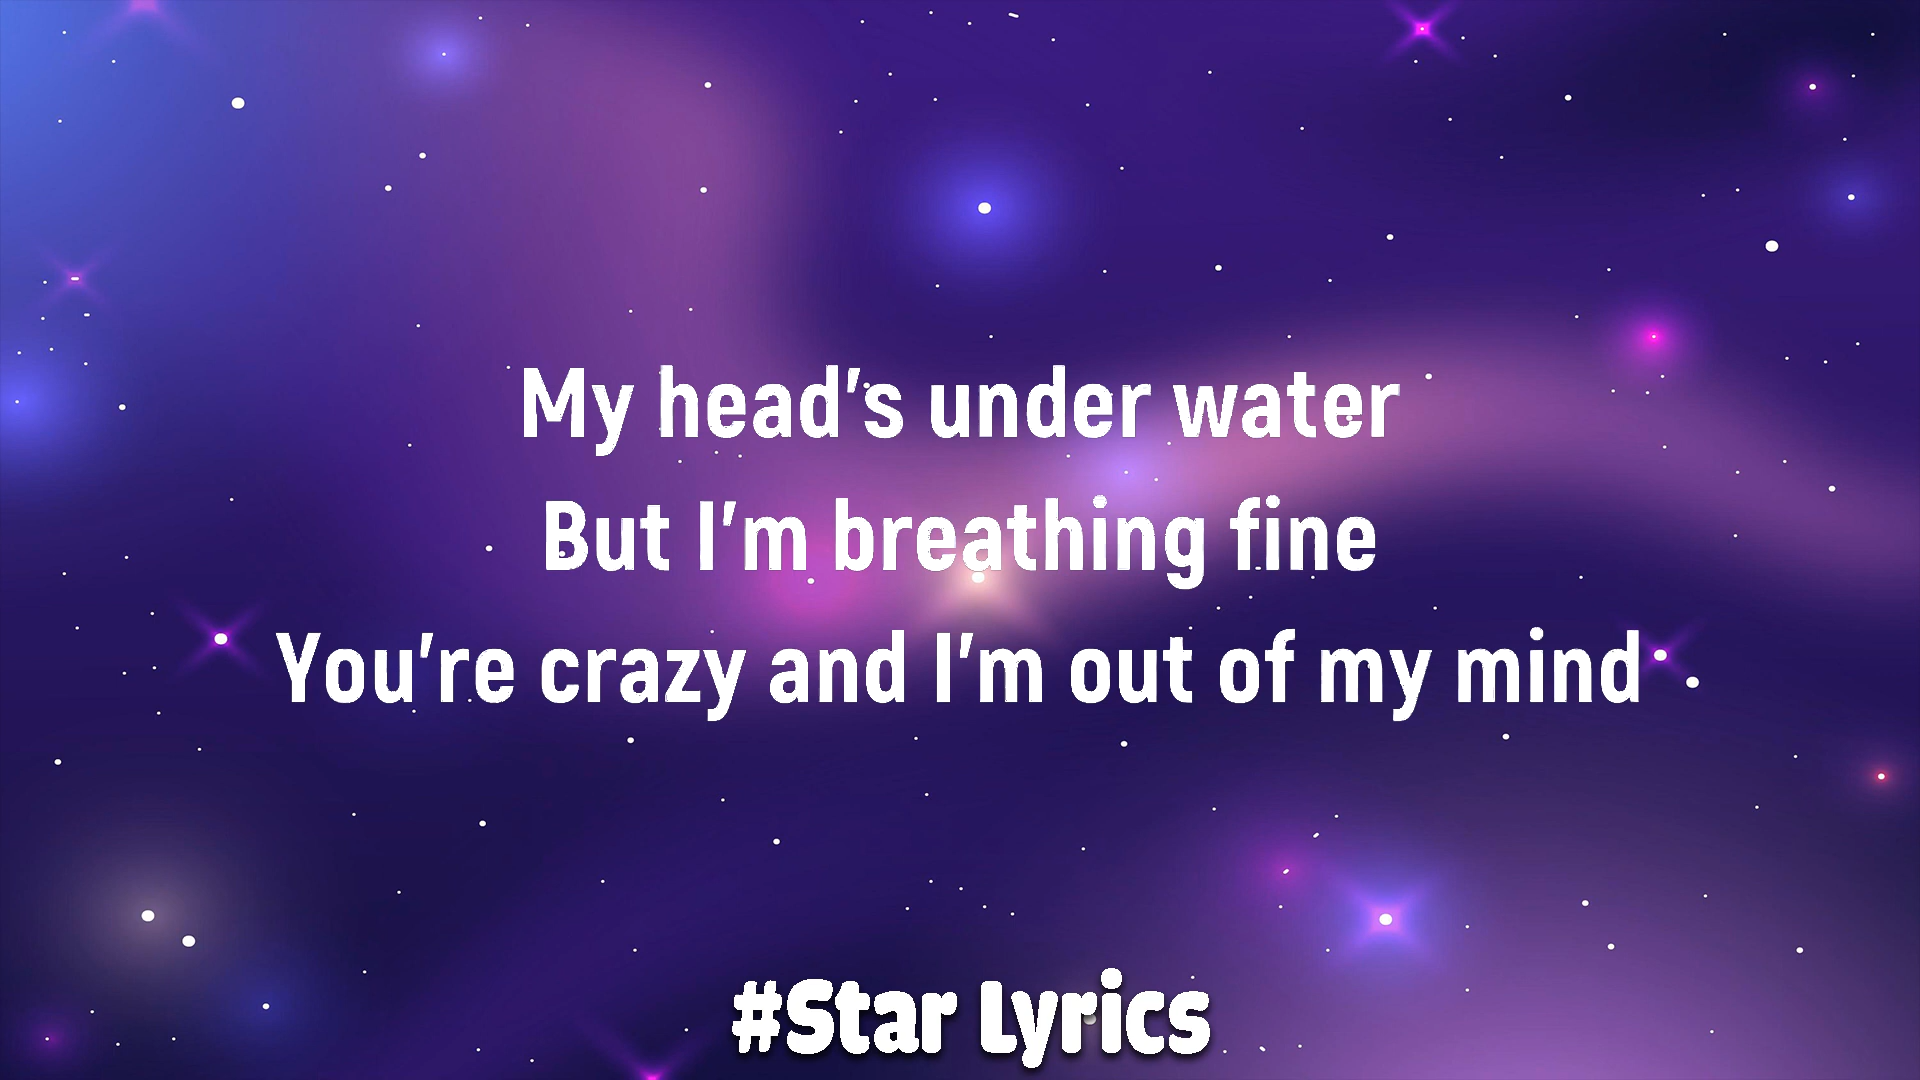 My head's under water
But I'm breathing fine
You're crazy and I'm out of my mind
#Star Lyrics